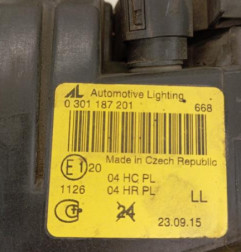 AL Automotive Lighting
0 301 187 201 668
Made in Czech Republic
E1 20 04 HC PL
1126 04 HR PL LL
24
23.09.15